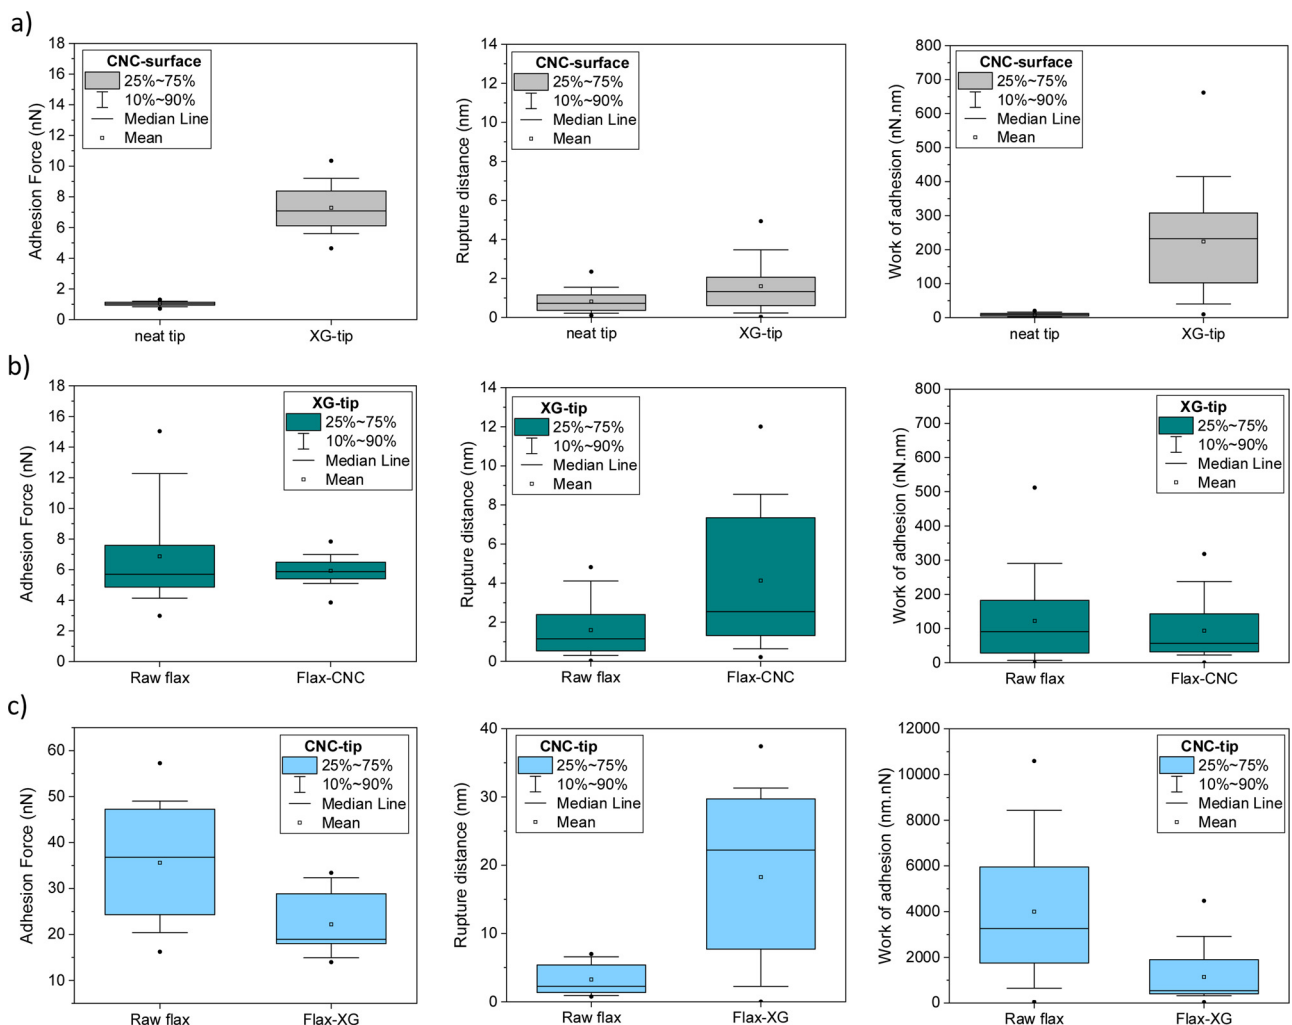 a)
Adhesion Force (nN)
18
16
14
12
10
8
6
4
2
0
CNC-surface
25%~75%
10%~90%
Median Line
Mean
neat tip
XG-tip
Rupture distance (nm)
14
12
10
8
6
4
2
0
CNC-surface
25%~75%
10%~90%
Median Line
Mean
neat tip
XG-tip
Work of adhesion (nN.nm)
800
700
600
500
400
300
200
100
0
CNC-surface
25%~75%
10%~90%
Median Line
Mean
neat tip
XG-tip
b)
Adhesion Force (nN)
18
16
14
12
10
8
6
4
2
0
XG-tip
25%~75%
10%~90%
Median Line
Mean
Raw flax
Flax-CNC
Rupture distance (nm)
14
12
10
8
6
4
2
0
XG-tip
25%~75%
10%~90%
Median Line
Mean
Raw flax
Flax-CNC
Work of adhesion (nN.nm)
800
700
600
500
400
300
200
100
0
XG-tip
25%~75%
10%~90%
Median Line
Mean
Raw flax
Flax-CNC
c)
Adhesion Force (nN)
60
50
40
30
20
10
CNC-tip
25%~75%
10%~90%
Median Line
Mean
Raw flax
Flax-XG
Rupture distance (nm)
40
30
20
10
0
CNC-tip
25%~75%
10%~90%
Median Line
Mean
Raw flax
Flax-XG
Work of adhesion (nm.nN)
12000
10000
8000
6000
4000
2000
0
CNC-tip
25%~75%
10%~90%
Median Line
Mean
Raw flax
Flax-XG